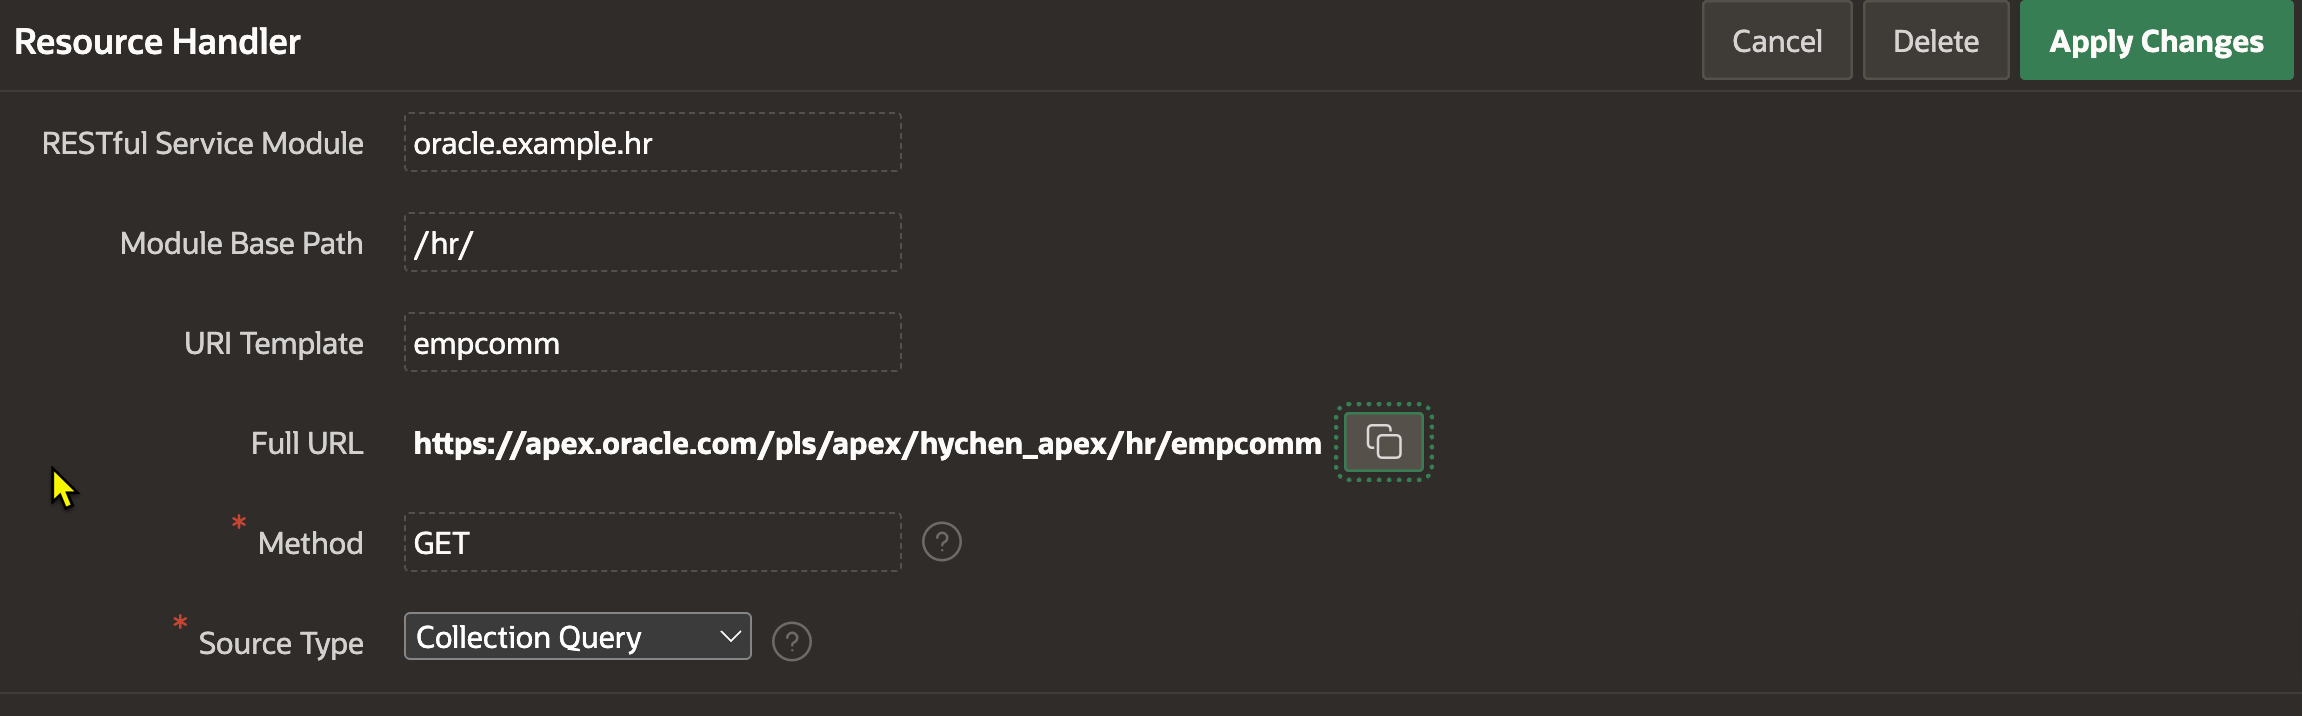 Resource Handler
Cancel
Delete
Apply Changes
RESTful Service Module
oracle.example.hr
Module Base Path
/hr/
URI Template
empcomm
Full URL
https://apex.oracle.com/pls/apex/hychen_apex/hr/empcomm
* Method
GET
?
* Source Type
Collection Query
?